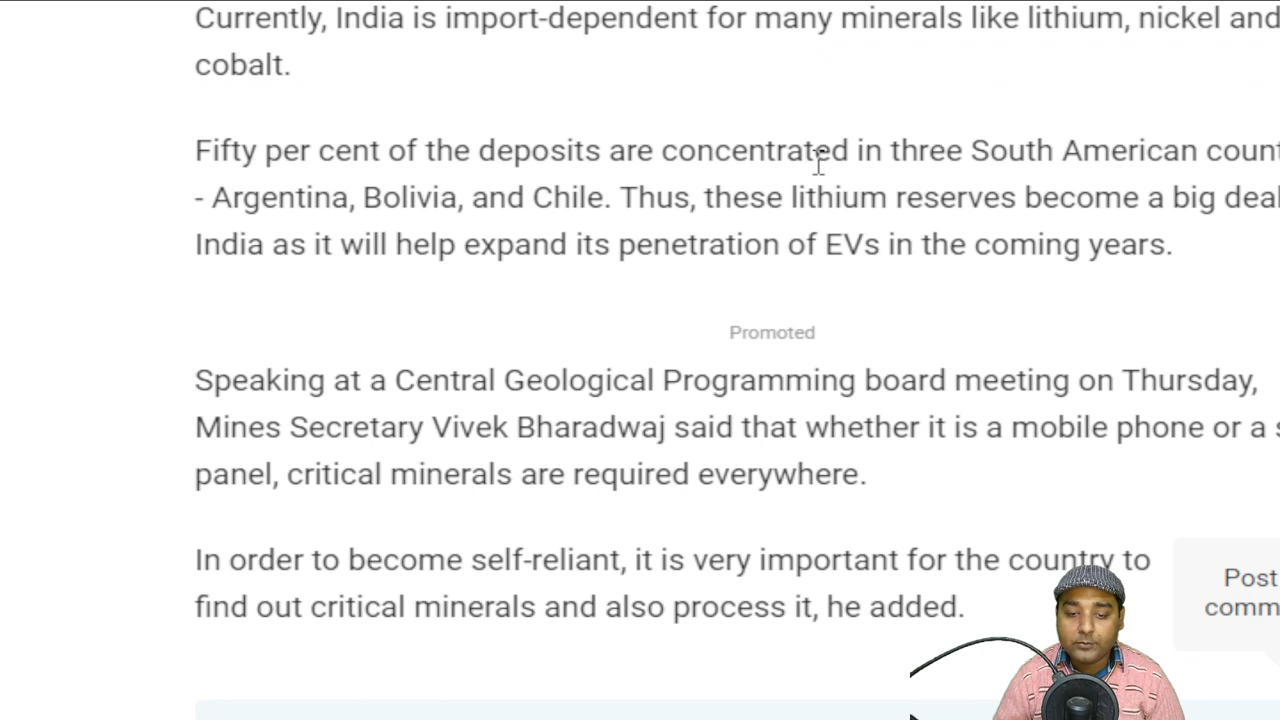 Currently, India is import-dependent for many minerals like lithium, nickel and
cobalt.
Fifty per cent of the deposits are concentrated in three South American
- Argentina, Bolivia, and Chile. Thus, these lithium reserves become a big deal
India as it will help expand its penetration of EVs in the coming years.
Promoted
Speaking at a Central Geological Programming board meeting on Thursday,
Mines Secretary Vivek Bharadwaj said that whether it is a mobile phone or a
panel, critical minerals are required everywhere.
In order to become self-reliant, it is very important for the country to
find out critical minerals and also process it, he added.
Post